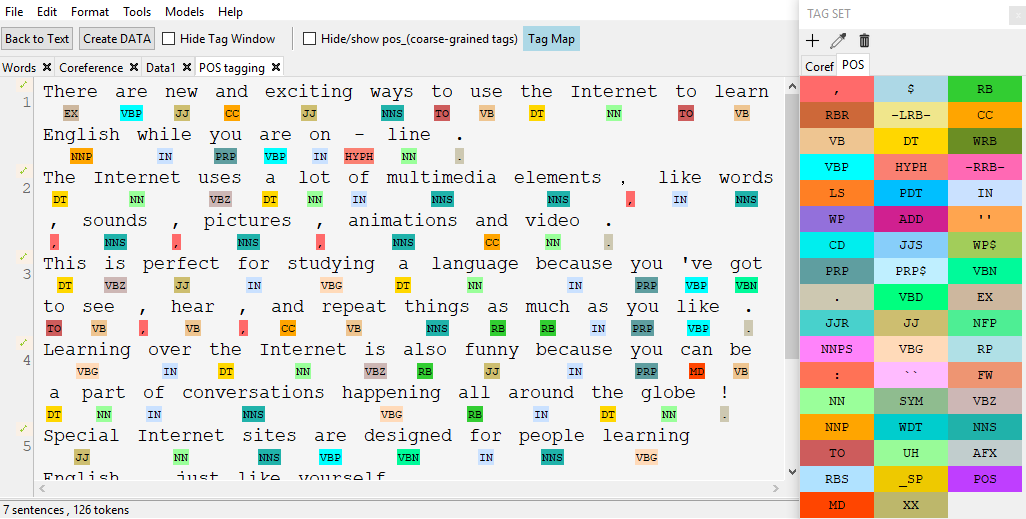 File Edit Format Tools Models Help
Back to Text Create DATA Hide Tag Window Hide/show pos_(coarse-grained tags) Tag Map
Words Coreference Data1 POS tagging
1 There are new and exciting ways to use the Internet to learn
EX VBP JJ CC JJ NNS TO VB DT NN TO VB
English while you are on - line .
NNP IN PRP VBP IN HYPH NN .
2 The Internet uses a lot of multimedia elements , like words
DT NN VBZ DT NN IN NNS NNS , IN NNS
, sounds , pictures , animations and video .
, NNS , NNS , NNS CC NN .
3 This is perfect for studying a language because you 've got
DT VBZ JJ IN VBG DT NN IN PRP VBP VBN
to see , hear , and repeat things as much as you like .
TO VB , VB , CC VB NNS RB RB IN PRP VBP .
4 Learning over the Internet is also funny because you can be
VBG IN DT NN VBZ RB JJ IN PRP MD VB
a part of conversations happening all around the globe !
DT NN IN NNS VBG RB IN DT NN .
5 Special Internet sites are designed for people learning
JJ NN NNS VBP VBN IN NNS VBG
English just like yourself
7 sentences , 126 tokens
TAG SET
Coref POS
, $ RB
RBR -LRB- CC
VB DT WRB
VBP HYPH -RRB-
LS PDT IN
WP ADD ''
CD JJS WP$
PRP PRP$ VBN
. VBD EX
JJR JJ NFP
NNPS VBG RP
: `` FW
NN SYM VBZ
NNP WDT NNS
TO UH AFX
RBS _SP POS
MD XX